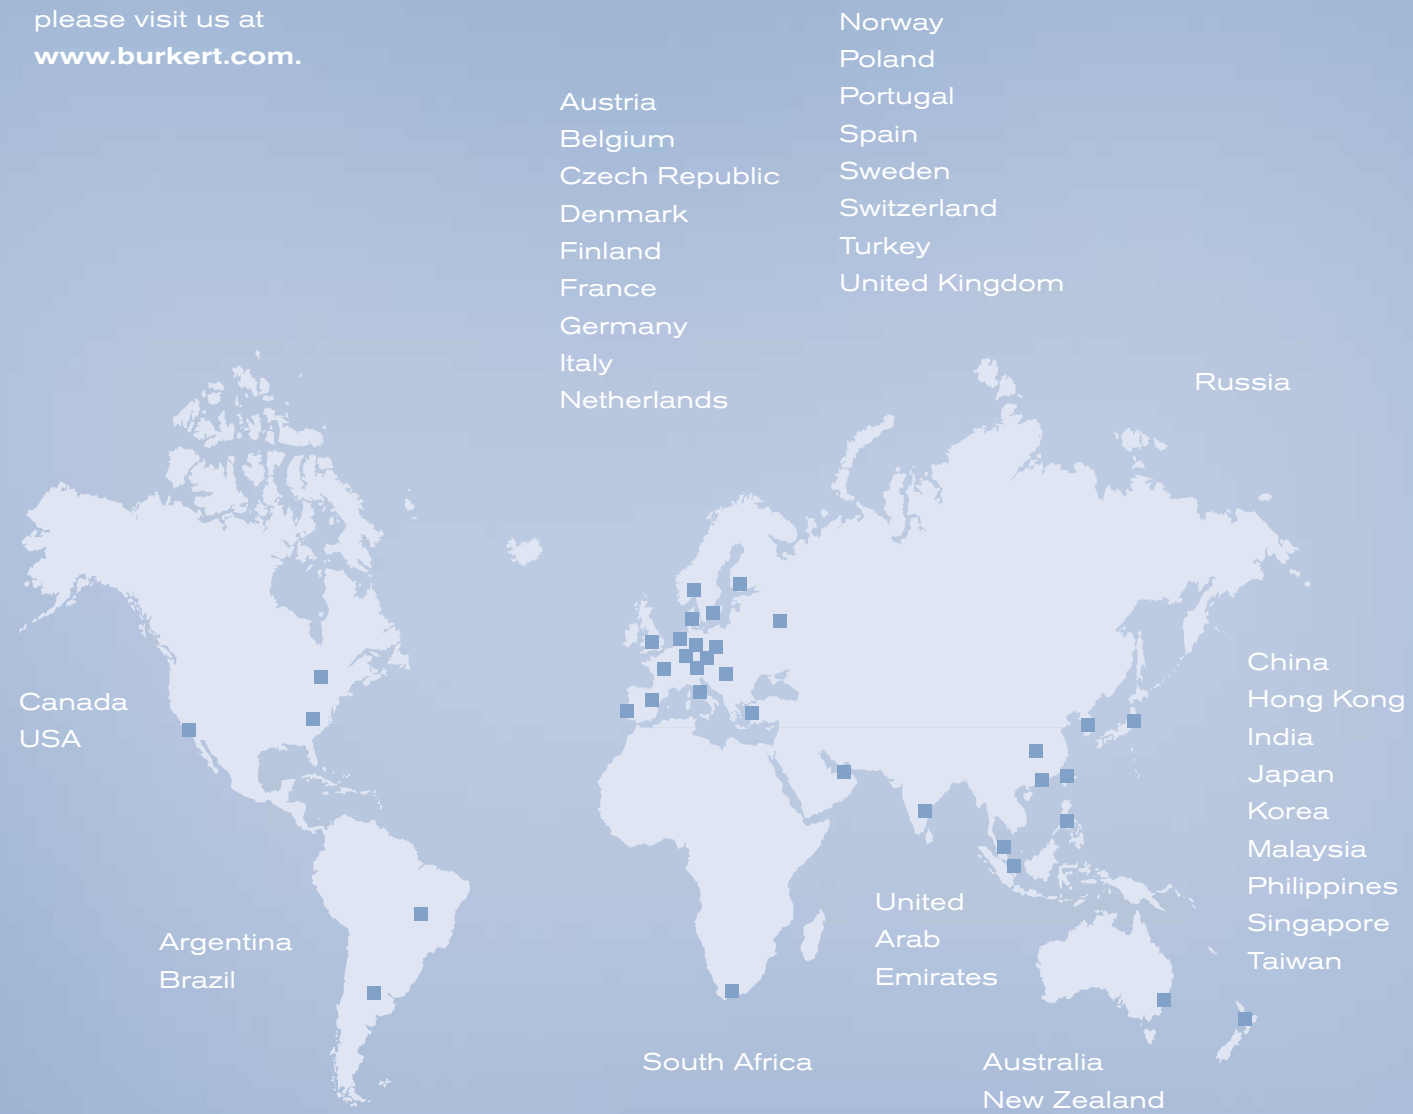 please visit us at
www.burkert.com.
Austria
Belgium
Czech Republic
Denmark
Finland
France
Germany
Italy
Netherlands
Norway
Poland
Portugal
Spain
Sweden
Switzerland
Turkey
United Kingdom
Russia
Canada
USA
China
Hong Kong
India
Japan
Korea
Malaysia
Philippines
Singapore
Taiwan
Argentina
Brazil
United
Arab
Emirates
South Africa
Australia
New Zealand